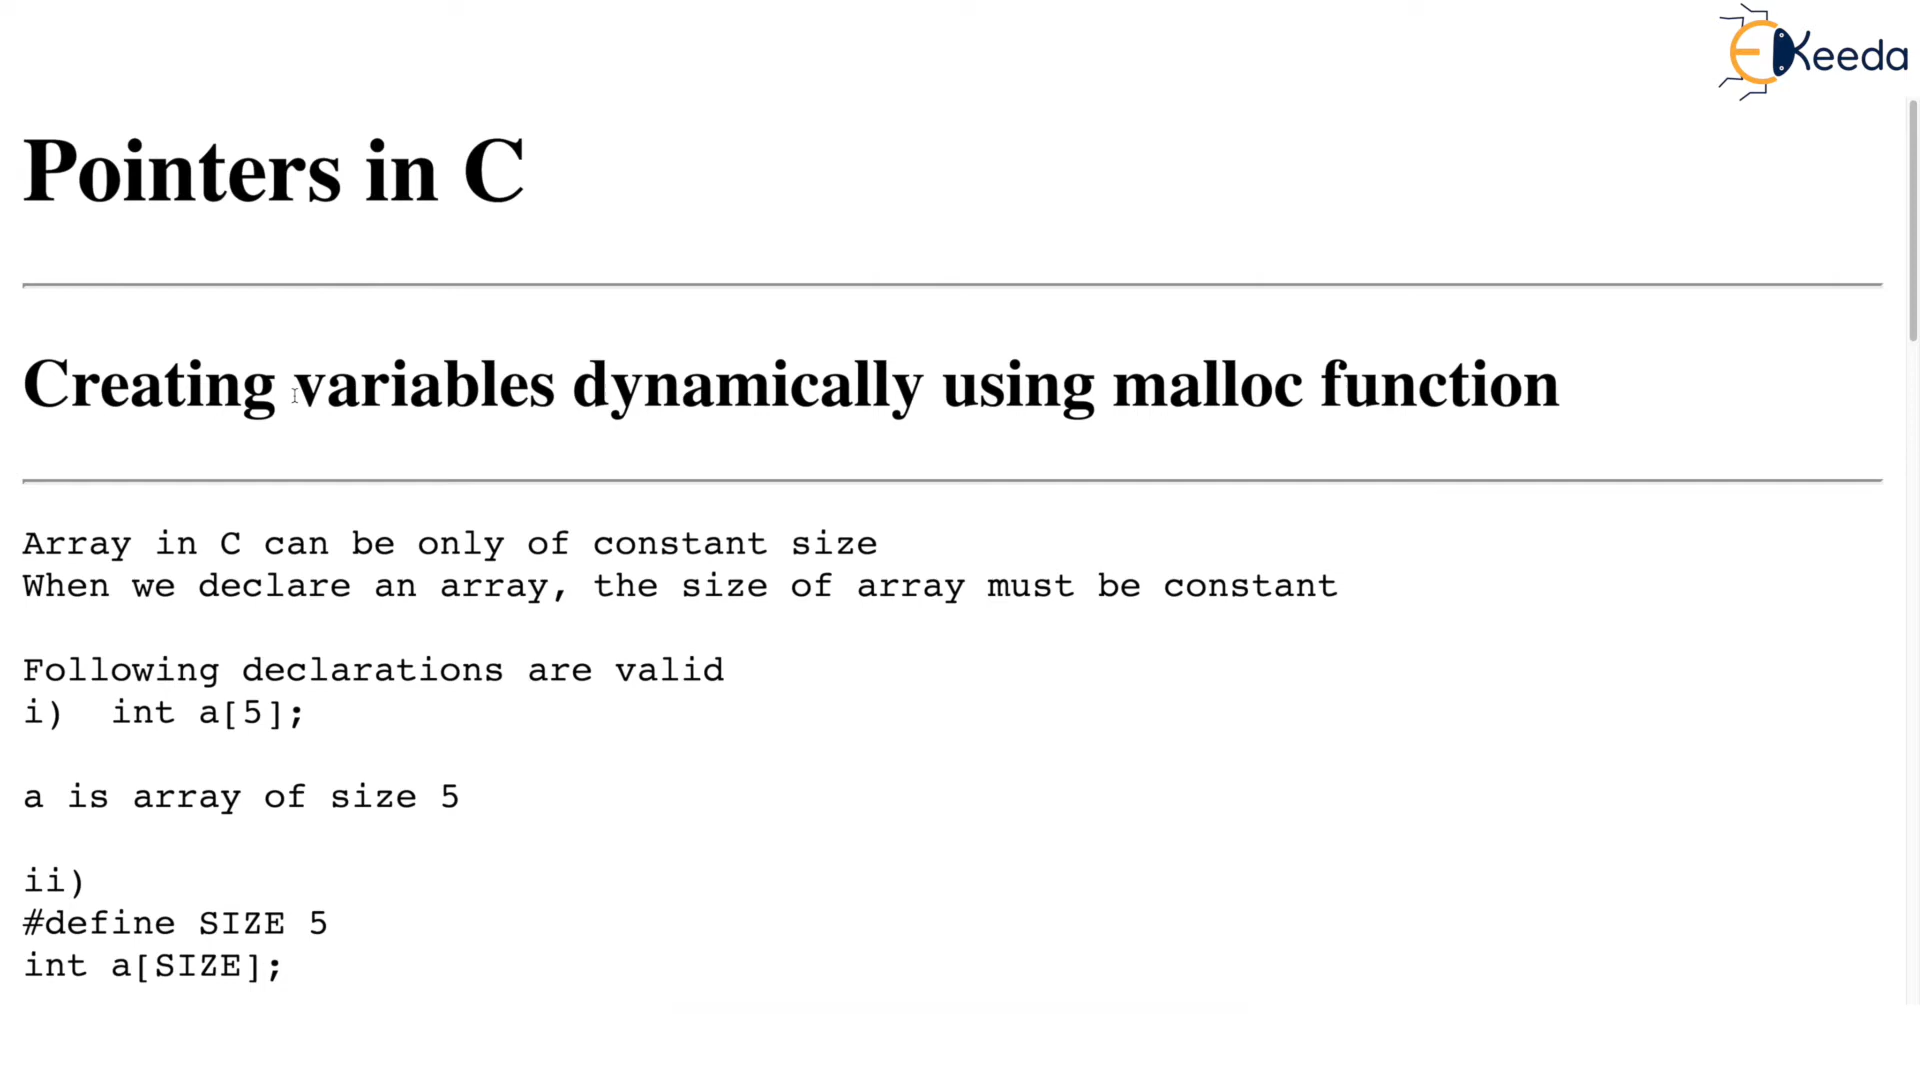 EKeeda
Pointers in C
Creating variables dynamically using malloc function
Array in C can be only of constant size
When we declare an array, the size of array must be constant
Following declarations are valid
i)  int a[5];
a is array of size 5
ii)
#define SIZE 5
int a[SIZE];